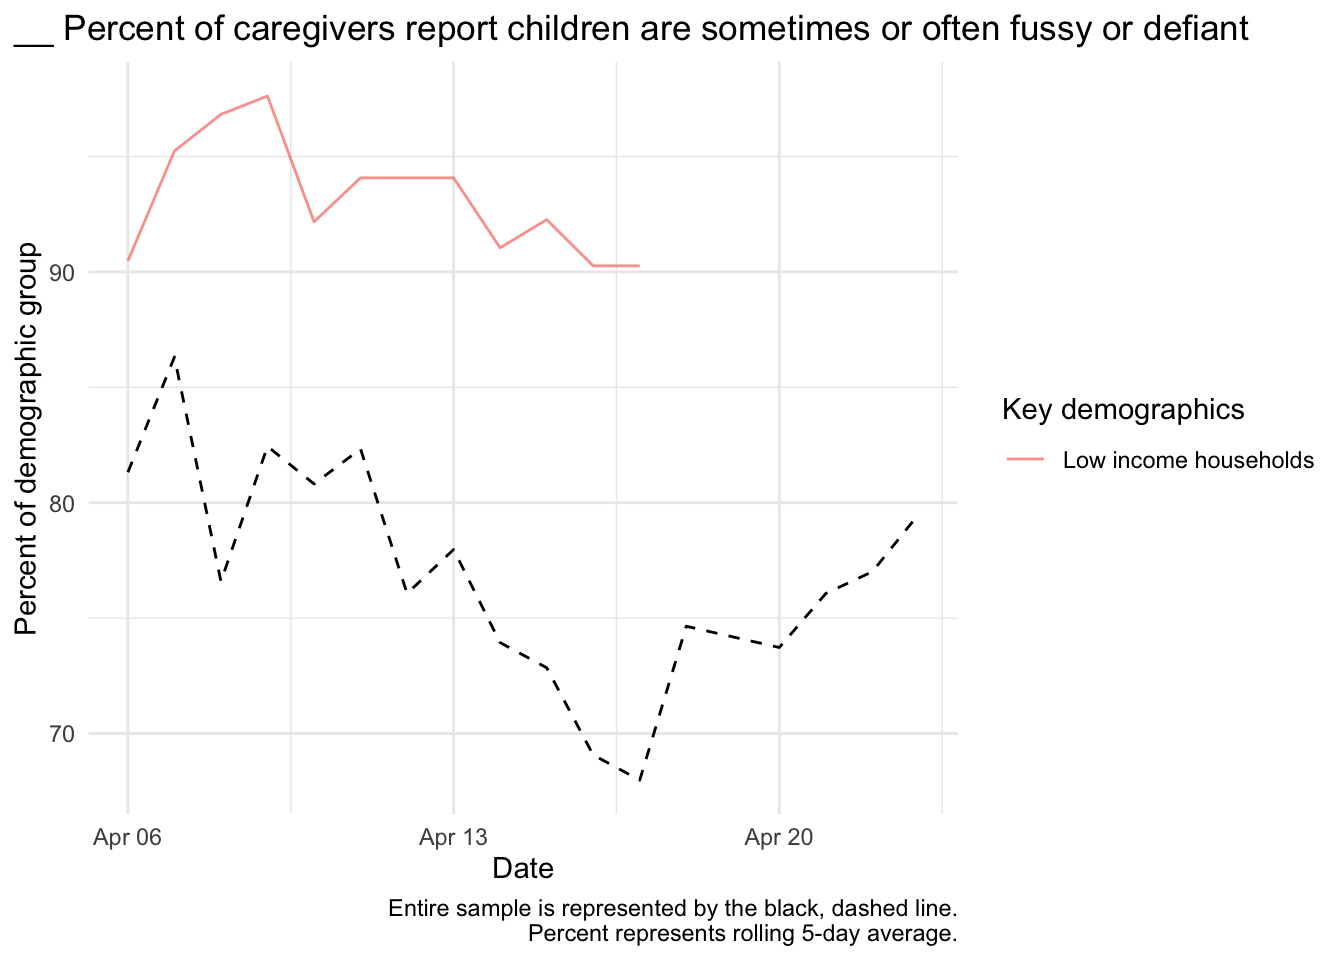 __ Percent of caregivers report children are sometimes or often fussy or defiant
Percent of demographic group
90
80
70
Apr 06
Apr 13
Apr 20
Date
Key demographics
Low income households
Entire sample is represented by the black, dashed line.
Percent represents rolling 5-day average.